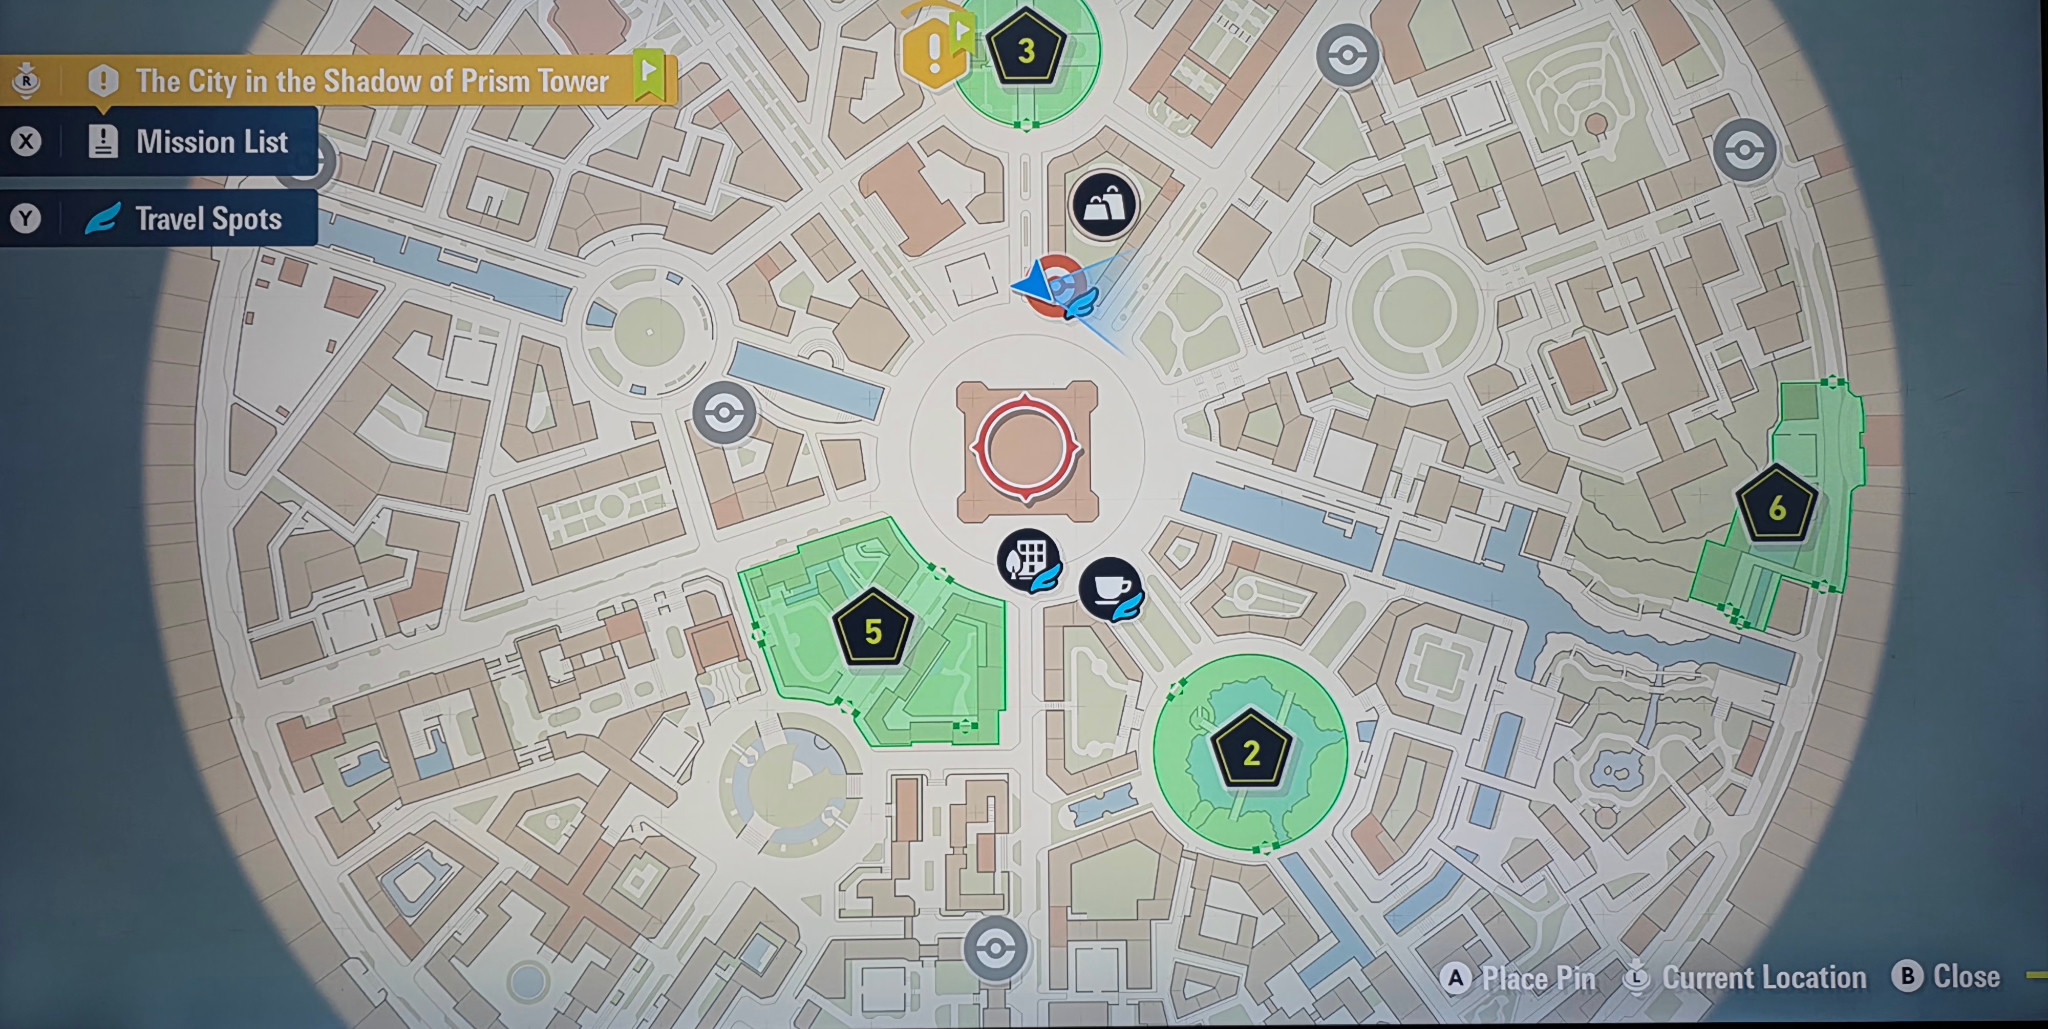 3
R The City in the Shadow of Prism Tower
X Mission List
Y Travel Spots
6
5
2
A Place Pin L Current Location B Close